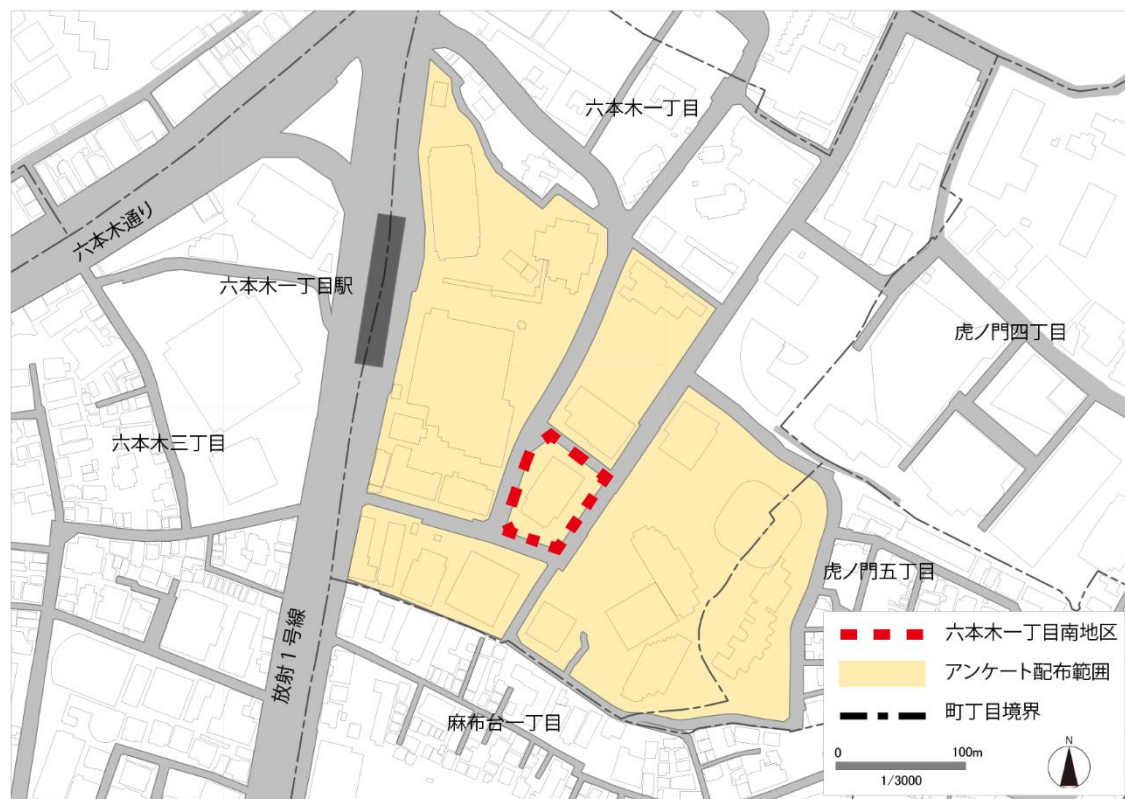 六本木一丁目
六本木通り
六本木一丁目駅
虎ノ門四丁目
六本木三丁目
虎ノ門五丁目
放射1号線
麻布台一丁目
六本木一丁目南地区
アンケート配布範囲
町丁目境界
N
0 100m
1/3000